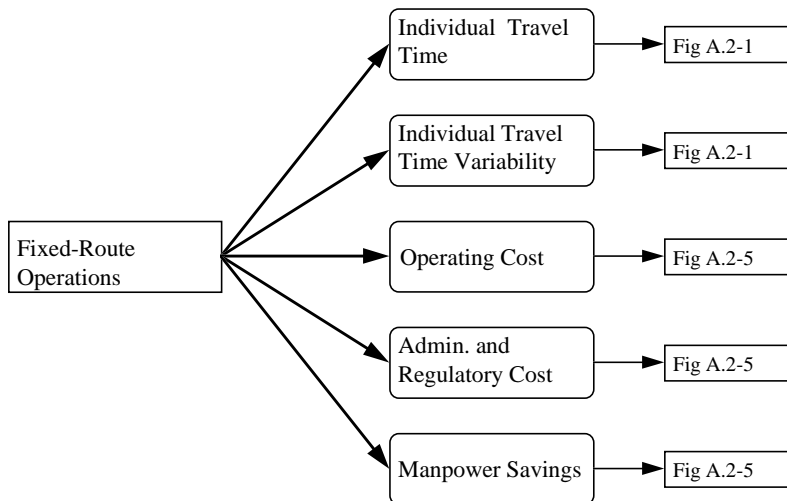 Individual Travel
Time
Fig A.2-1
Individual Travel
Time Variability
Fig A.2-1
Fixed-Route
Operations
Operating Cost
Fig A.2-5
Admin. and
Regulatory Cost
Fig A.2-5
Manpower Savings
Fig A.2-5